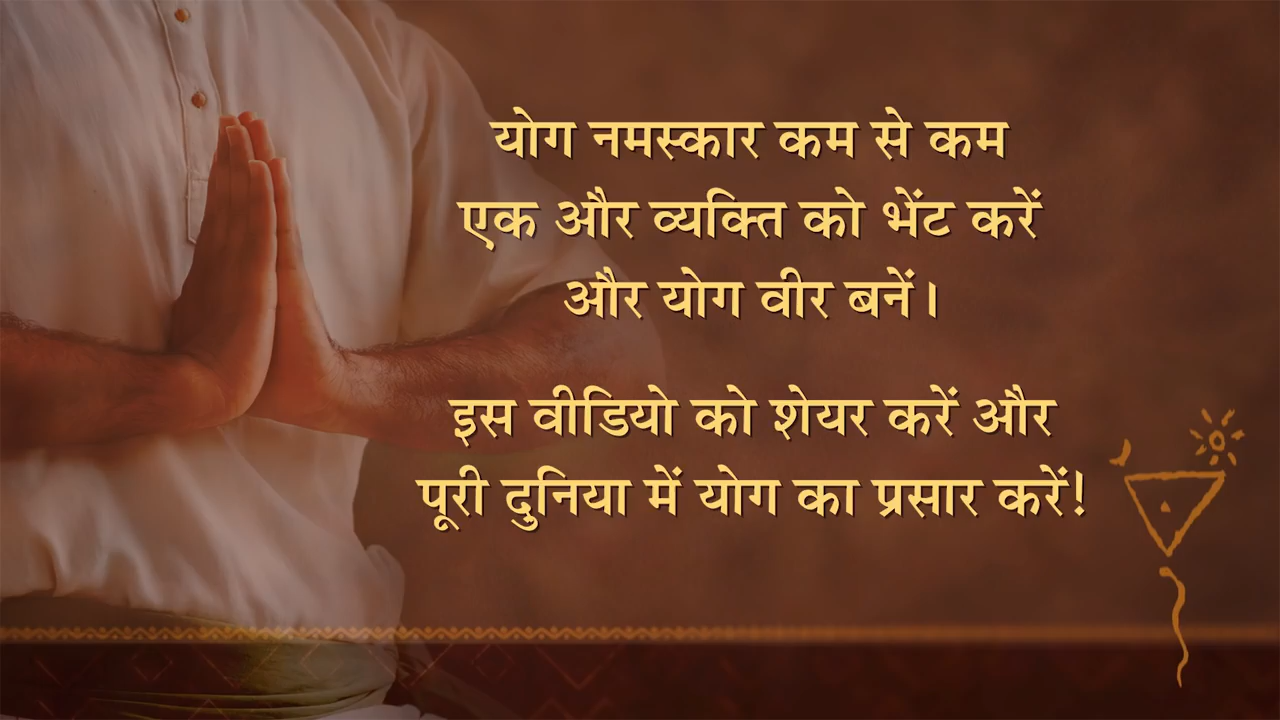 योग नमस्कार कम से कम
एक और व्यक्ति को भेंट करें
और योग वीर बनें।
इस वीडियो को शेयर करें और
पूरी दुनिया में योग का प्रसार करें!